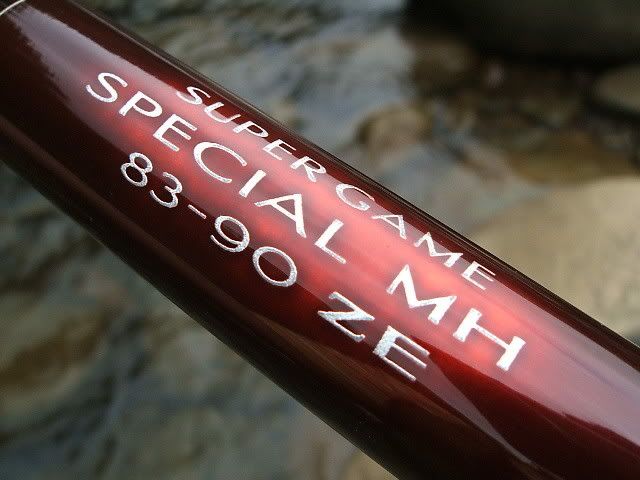 SUPER GAME
SPECIAL MH
83-90 ZE